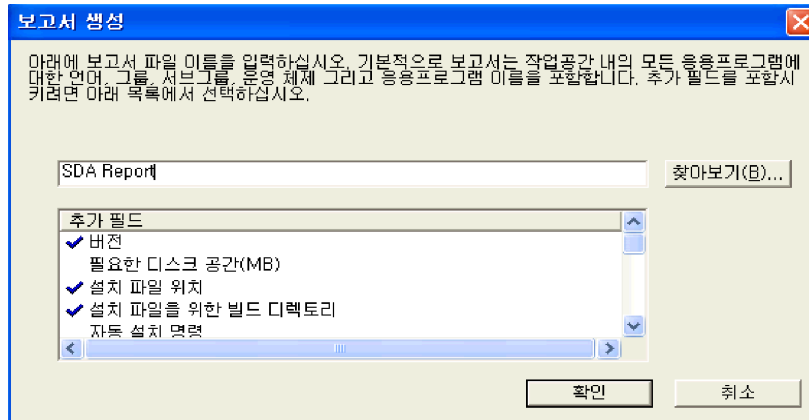 보고서 생성
아래에 보고서 파일 이름을 입력하십시오. 기본적으로 보고서는 작업공간 내의 모든 응용프로그램에
대한 언어, 그룹, 서브그룹, 운영 체제 그리고 응용프로그램 이름을 포함합니다. 추가 필드를 포함시
키려면 아래 목록에서 선택하십시오.
SDA Report
찾아보기(B)...
추가 필드
버전
필요한 디스크 공간(MB)
설치 파일 위치
설치 파일을 위한 빌드 디렉토리
자동 설치 명령
확인
취소